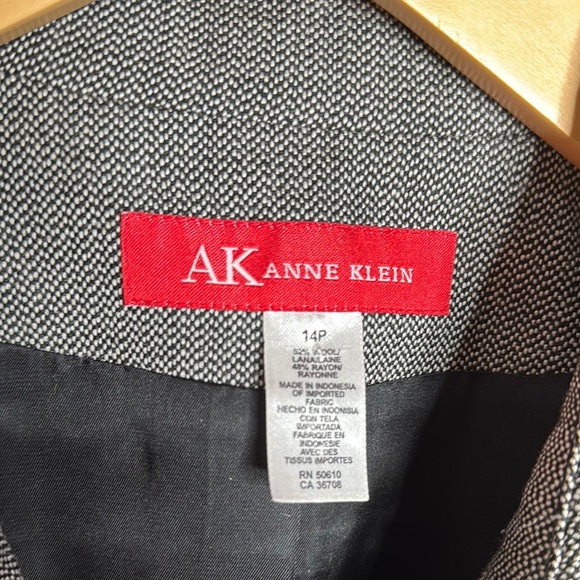 AK ANNE KLEIN
14P
52% WOOL/
LANA/LAINE
48% RAYON/
RAYONNE
MADE IN INDONESIA
OF IMPORTED
FABRIC
HECHO EN INDONISIA
CON TELA
IMPORTADA
FABRIQUE EN
INDONESIE
AVEC DES
TISSUS IMPORTES
RN 50610
CA 36708